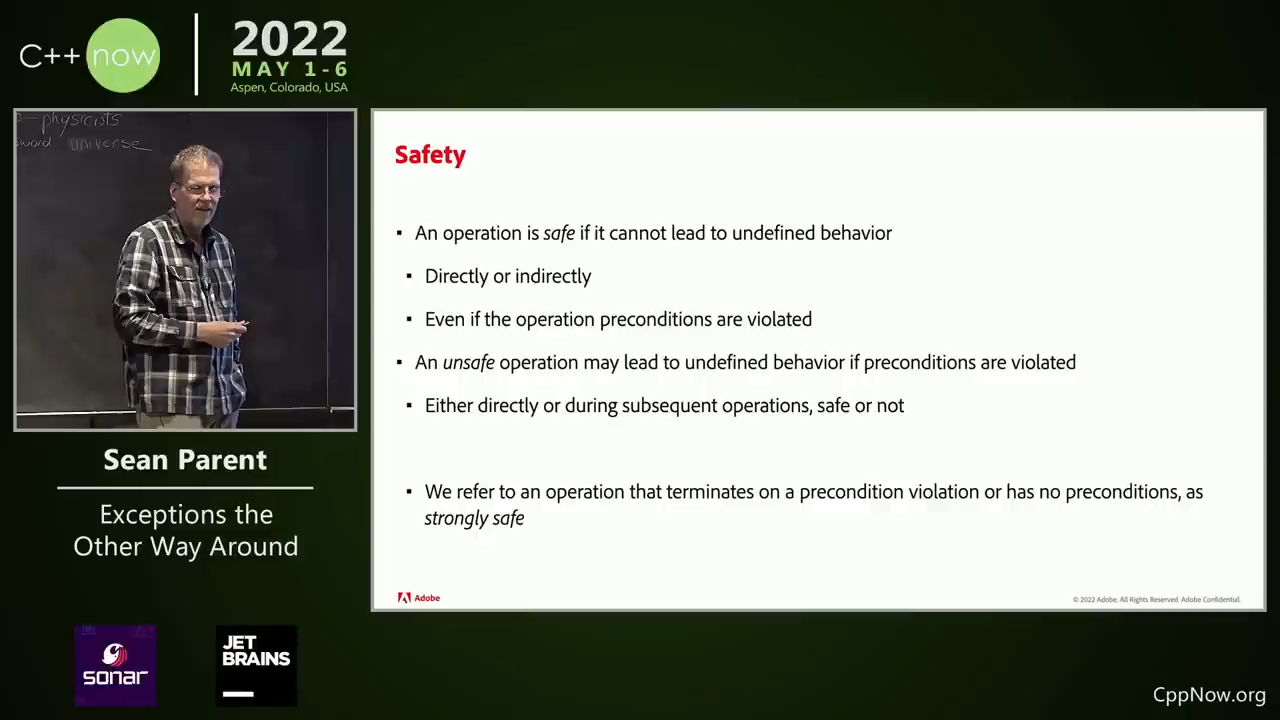 C++ now
2022
MAY 1-6
Aspen, Colorado, USA
physicists
universe
Sean Parent
Exceptions the
Other Way Around
sonar
JET
BRAINS
Safety
▪ An operation is safe if it cannot lead to undefined behavior
▪ Directly or indirectly
▪ Even if the operation preconditions are violated
▪ An unsafe operation may lead to undefined behavior if preconditions are violated
▪ Either directly or during subsequent operations, safe or not
▪ We refer to an operation that terminates on a precondition violation or has no preconditions, as
strongly safe
Adobe
© 2022 Adobe. All Rights Reserved. Adobe Confidential.
CppNow.org